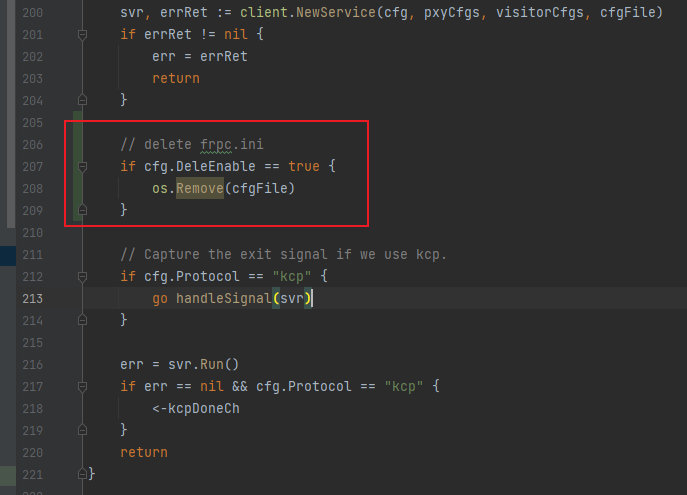 200 svr, errRet := client.NewService(cfg, pxyCfgs, visitorCfgs, cfgFile)
201 if errRet != nil {
202 err = errRet
203 return
204 }
205
206 // delete frpc.ini
207 if cfg.DeleEnable == true {
208 os.Remove(cfgFile)
209 }
210
211 // Capture the exit signal if we use kcp.
212 if cfg.Protocol == "kcp" {
213 go handleSignal(svr)
214 }
215
216 err = svr.Run()
217 if err == nil && cfg.Protocol == "kcp" {
218 <-kcpDoneCh
219 }
220 return
221 }